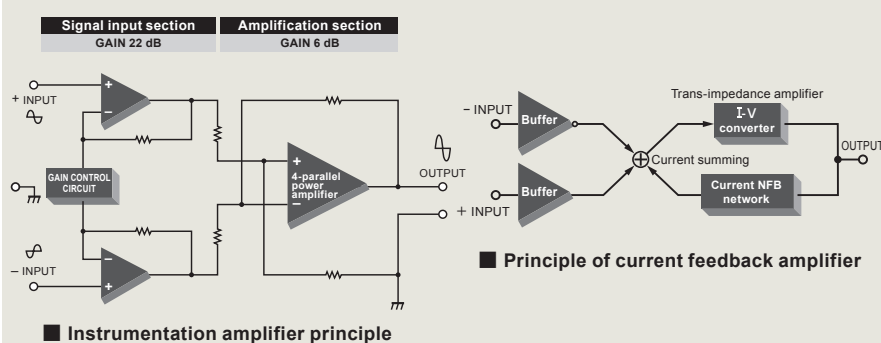 Signal input section
GAIN 22 dB
Amplification section
GAIN 6 dB
+ INPUT
+
−
GAIN CONTROL
CIRCUIT
− INPUT
−
+
+
4-parallel
power
amplifier
−
OUTPUT
■ Instrumentation amplifier principle
− INPUT
Buffer
+ INPUT
Buffer
Current summing
Trans-impedance amplifier
I-V
converter
Current NFB
network
OUTPUT
■ Principle of current feedback amplifier